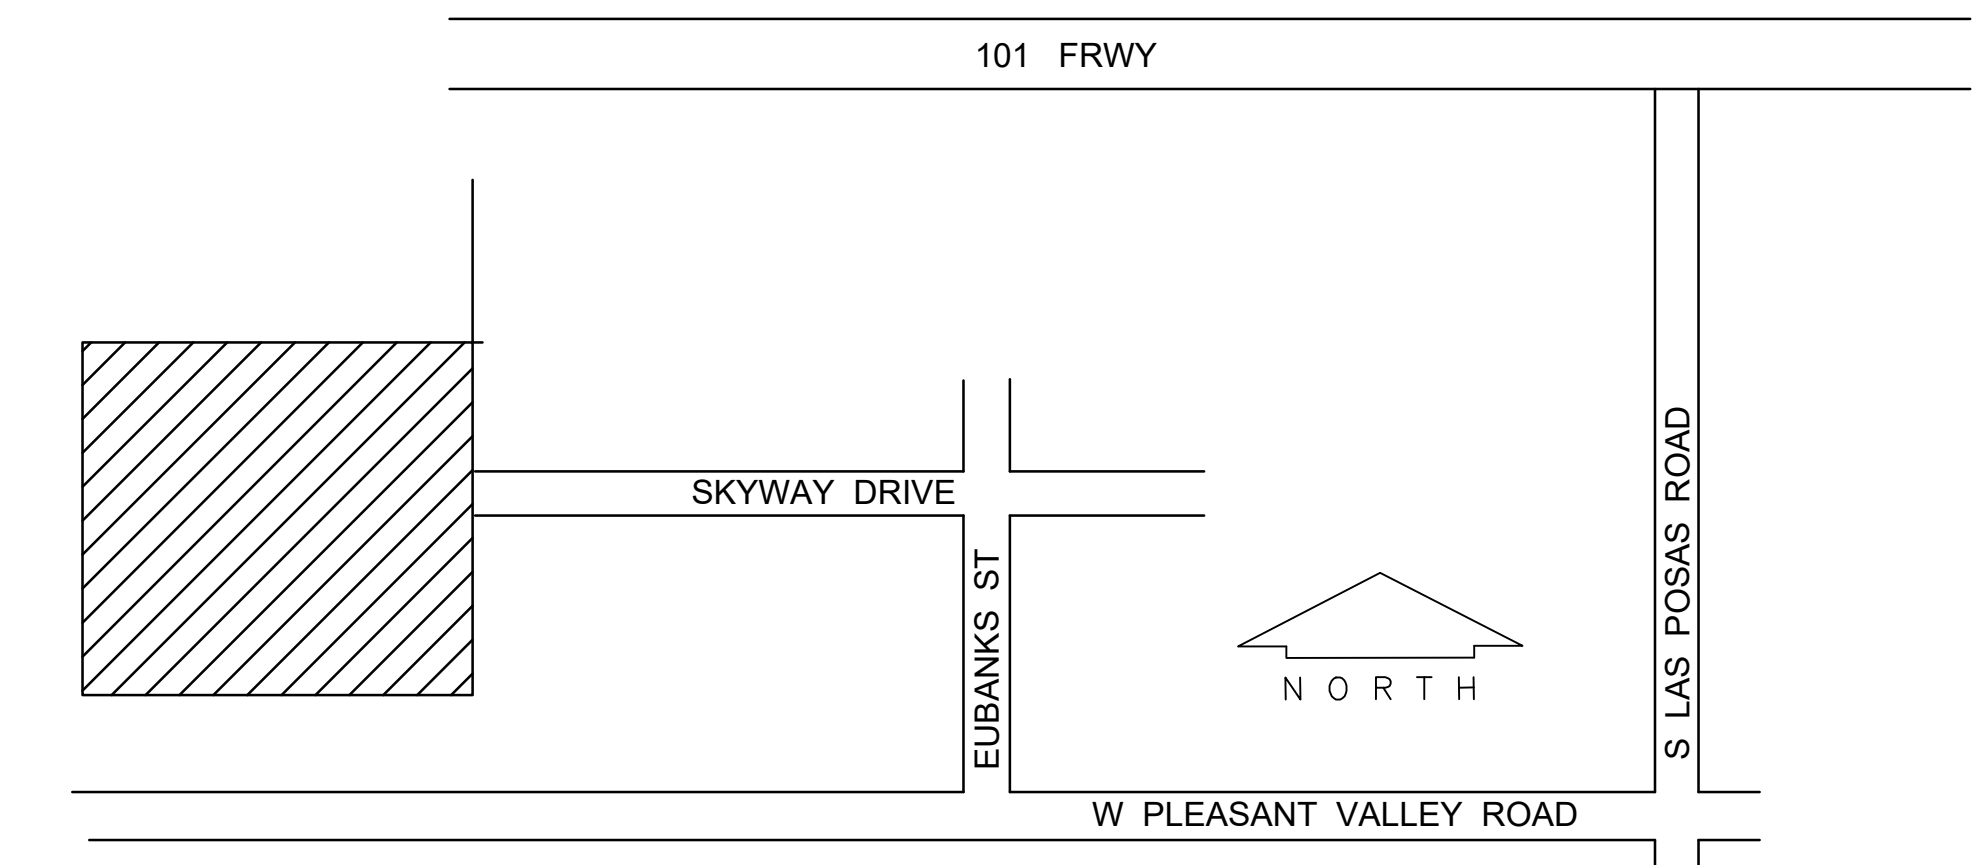 101 FRWY
SKYWAY DRIVE
EUBANKS ST
NORTH
S LAS POSAS ROAD
W PLEASANT VALLEY ROAD